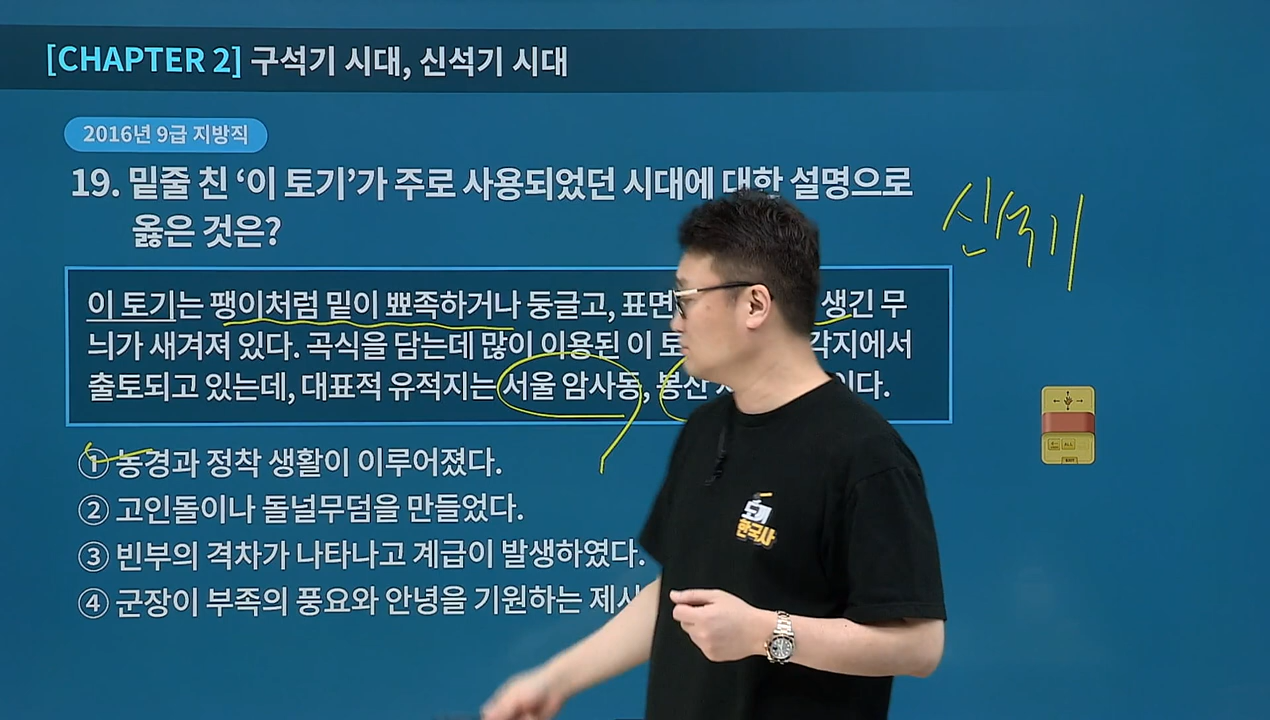 [CHAPTER 2] 구석기 시대, 신석기 시대
2016년 9급 지방직
19. 밑줄 친 ‘이 토기’가 주로 사용되었던 시대에 대한 설명으로
옳은 것은?
신석기
이 토기는 팽이처럼 밑이 뾰족하거나 둥글고, 표면 생긴 무
늬가 새겨져 있다. 곡식을 담는데 많이 이용된 이 각지에서
출토되고 있는데, 대표적 유적지는 서울 암사동, 봉산 이다.
① 농경과 정착 생활이 이루어졌다.
② 고인돌이나 돌널무덤을 만들었다.
③ 빈부의 격차가 나타나고 계급이 발생하였다.
④ 군장이 부족의 풍요와 안녕을 기원하는
한국사
ALL